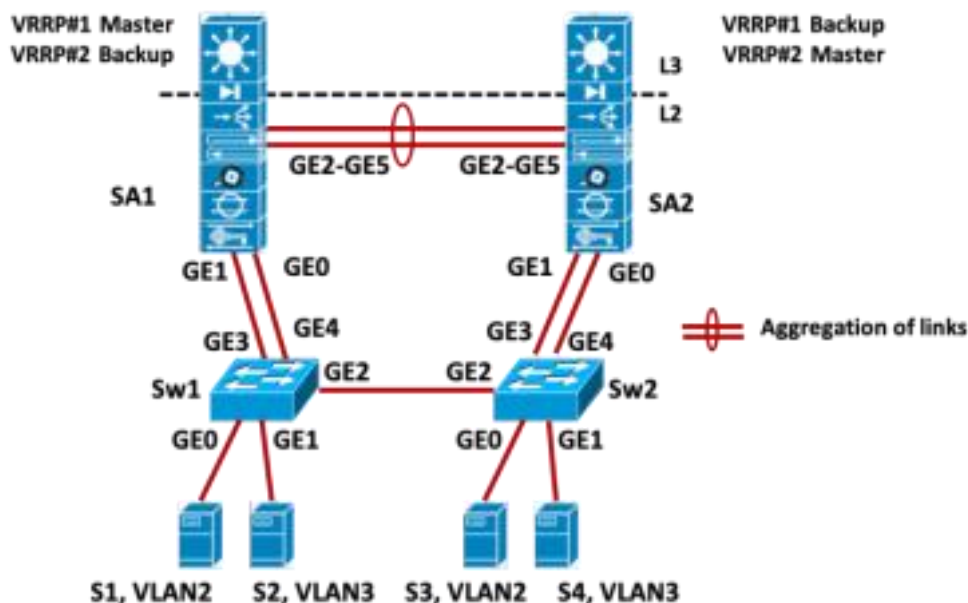 VRRP#1 Master
VRRP#2 Backup
VRRP#1 Backup
VRRP#2 Master
L3
L2
GE2-GE5
GE2-GE5
SA1
SA2
GE1
GE0
GE1
GE0
GE3
GE4
GE3
GE4
Aggregation of links
Sw1
GE2
GE2
Sw2
GE0
GE1
GE0
GE1
S1, VLAN2
S2, VLAN3
S3, VLAN2
S4, VLAN3